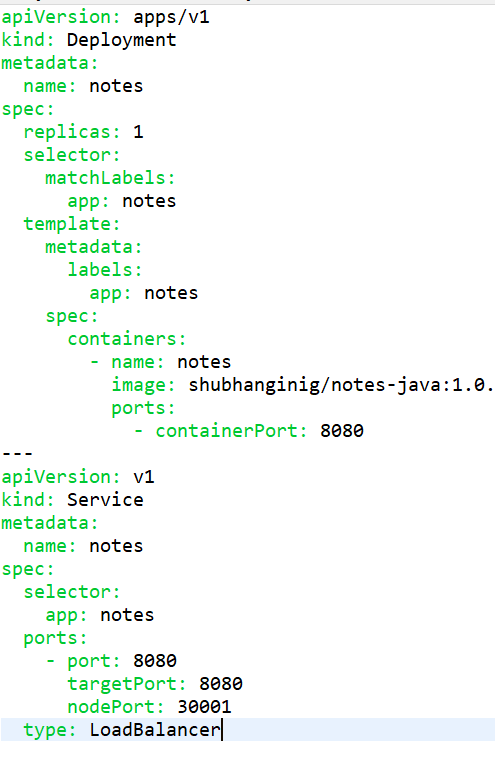 apiVersion: apps/v1
kind: Deployment
metadata:
  name: notes
spec:
  replicas: 1
  selector:
    matchLabels:
      app: notes
  template:
    metadata:
      labels:
        app: notes
    spec:
      containers:
        - name: notes
          image: shubhanginig/notes-java:1.0.
          ports:
            - containerPort: 8080
---
apiVersion: v1
kind: Service
metadata:
  name: notes
spec:
  selector:
    app: notes
  ports:
    - port: 8080
      targetPort: 8080
      nodePort: 30001
  type: LoadBalancer